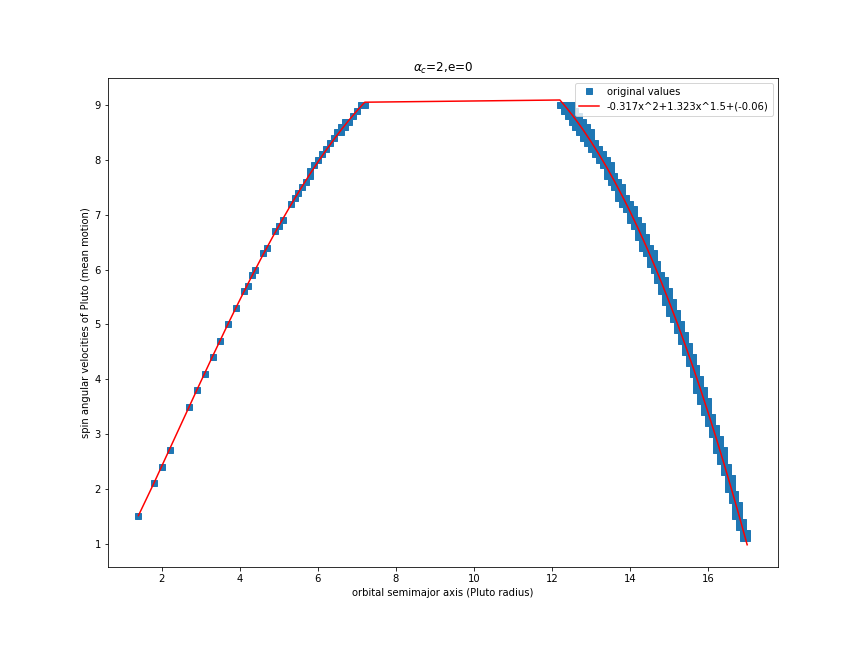 α_c=2,e=0
original values
-0.317x^2+1.323x^1.5+(-0.06)
spin angular velocities of Pluto (mean motion)
9
8
7
6
5
4
3
2
1
2 4 6 8 10 12 14 16
orbital semimajor axis (Pluto radius)